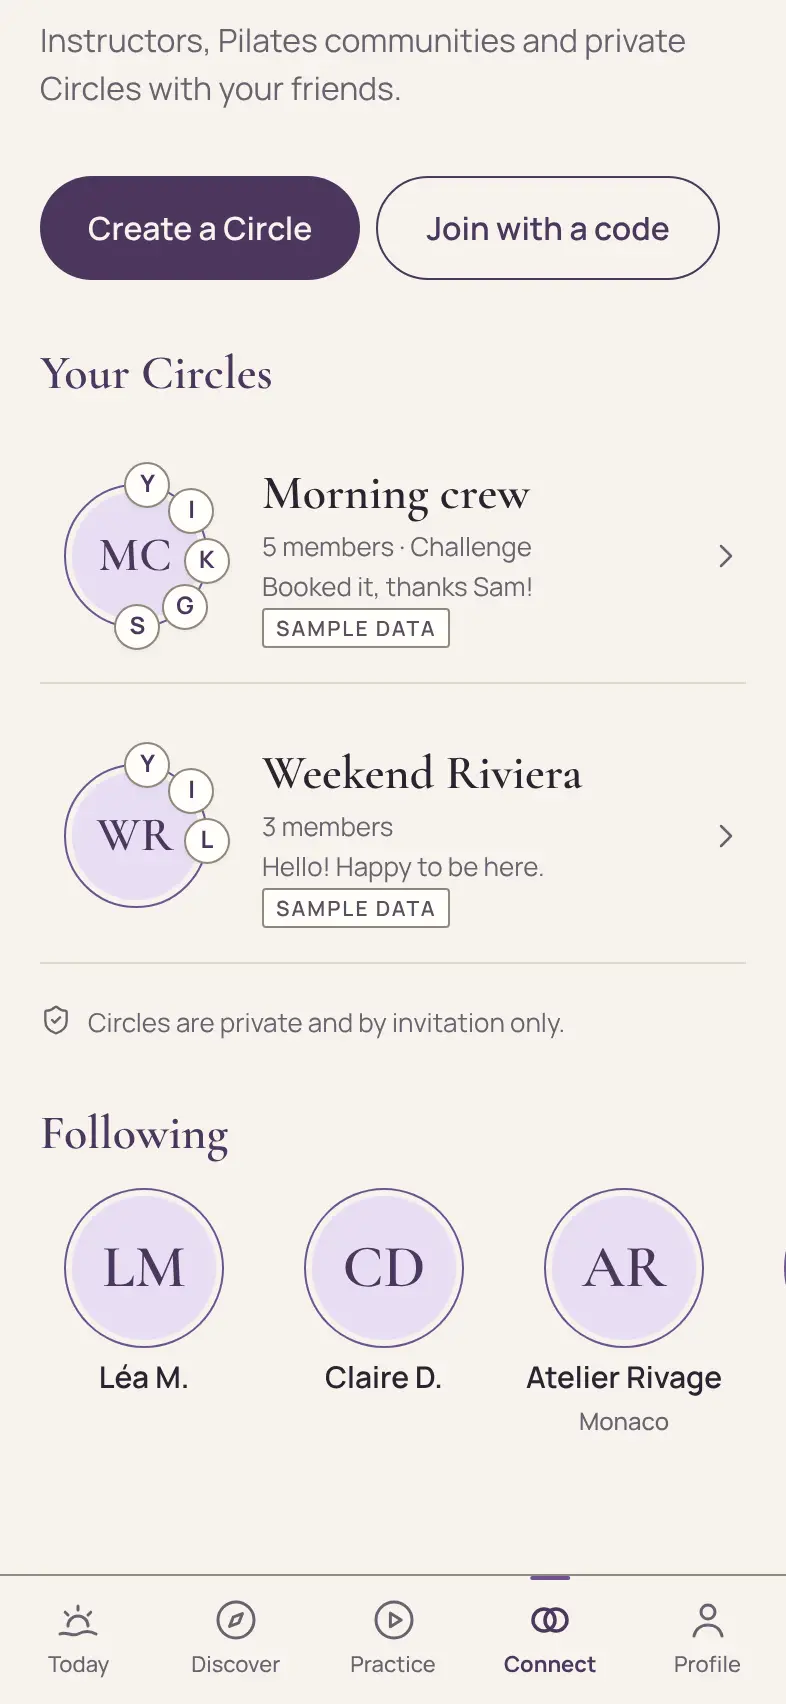 Instructors, Pilates communities and private
Circles with your friends.
Create a Circle
Join with a code
Your Circles
Y
I
MC
K
G
S
Morning crew
5 members · Challenge
Booked it, thanks Sam!
SAMPLE DATA
Y
I
WR
L
Weekend Riviera
3 members
Hello! Happy to be here.
SAMPLE DATA
Circles are private and by invitation only.
Following
LM
CD
AR
Léa M.
Claire D.
Atelier Rivage
Monaco
Today
Discover
Practice
Connect
Profile